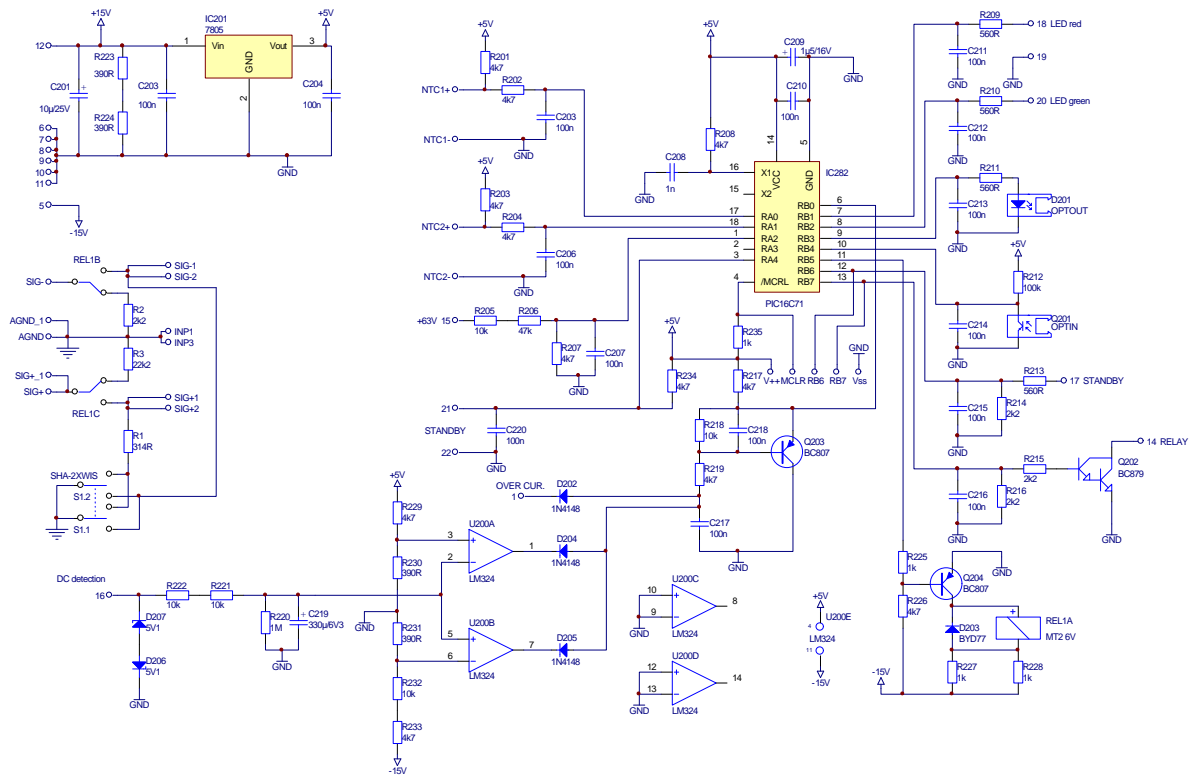 +15V
IC201
7805
+5V
12
1
Vin
Vout
3
GND
2
R223
390R
R224
390R
C201
+
10µ/25V
C203
100n
C204
100n
6
7
8
9
10
11
GND
5
-15V
REL1B
SIG-
SIG-1
SIG-2
R2
2k2
AGND_1
AGND
INP1
INP3
R3
22k2
SIG+_1
SIG+
REL1C
SIG+1
SIG+2
R1
314R
SHA-2XWIS
S1.2
S1.1
+5V
R201
4k7
NTC1+
R202
4k7
C203
100n
NTC1-
GND
+5V
R203
4k7
NTC2+
R204
4k7
C206
100n
NTC2-
GND
+63V 15
R205
10k
R206
47k
R207
4k7
C207
100n
GND
21
STANDBY
22
C220
100n
GND
+5V
C209
+
1µ5/16V
GND
C210
100n
R208
4k7
C208
1n
GND
14
5
VCC
GND
IC282
16
X1
15
X2
17
RA0
18
RA1
1
RA2
2
RA3
3
RA4
4
/MCRL
RB0
6
RB1
7
RB2
8
RB3
9
RB4
10
RB5
11
RB6
12
RB7
13
PIC16C71
R235
1k
+5V
R234
4k7
R217
4k7
V++
MCLR
RB6
RB7
Vss
GND
R218
10k
C218
100n
Q203
BC807
R219
4k7
OVER CUR.
1
D202
1N4148
C217
100n
GND
R209
560R
18 LED red
C211
100n
GND
19
GND
R210
560R
20 LED green
C212
100n
GND
R211
560R
C213
100n
GND
D201
OPTOUT
+5V
R212
100k
C214
100n
GND
Q201
OPTIN
R213
560R
17 STANDBY
C215
100n
R214
2k2
GND
14 RELAY
R215
2k2
Q202
BC879
C216
100n
R216
2k2
GND
GND
R225
1k
Q204
BC807
GND
R226
4k7
D203
BYD77
+
REL1A
MT2 6V
R227
1k
R228
1k
-15V
DC detection
16
R222
10k
R221
10k
D207
5V1
D206
5V1
GND
R220
1M
C219
+
330µ/6V3
GND
+5V
R229
4k7
R230
390R
GND
R231
390R
R232
10k
R233
4k7
-15V
U200A
3
+
2
−
1
LM324
D204
1N4148
U200B
5
+
6
−
7
LM324
D205
1N4148
U200C
10
+
9
−
8
LM324
GND
U200D
12
+
13
−
14
LM324
GND
+5V
U200E
4
LM324
11
-15V